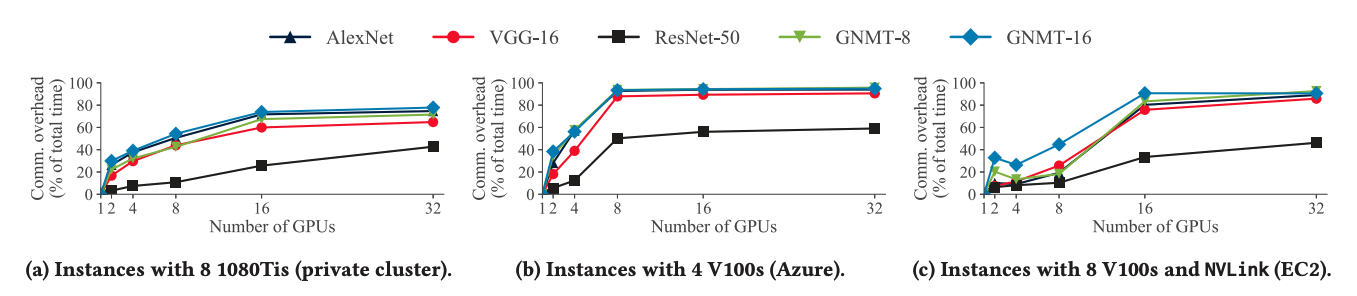 AlexNet VGG-16 ResNet-50 GNMT-8 GNMT-16
Comm. overhead
(% of total time)
100
80
60
40
20
0
1 2 4 8 16 32
Number of GPUs
(a) Instances with 8 1080Tis (private cluster).
Comm. overhead
(% of total time)
100
80
60
40
20
0
1 2 4 8 16 32
Number of GPUs
(b) Instances with 4 V100s (Azure).
Comm. overhead
(% of total time)
100
80
60
40
20
0
1 2 4 8 16 32
Number of GPUs
(c) Instances with 8 V100s and NVLink (EC2).